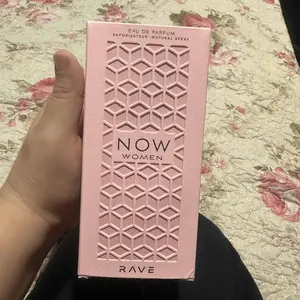 EAU DE PARFUM
VAPORISATEUR · NATURAL SPRAY
NOW
WOMEN
RAVE